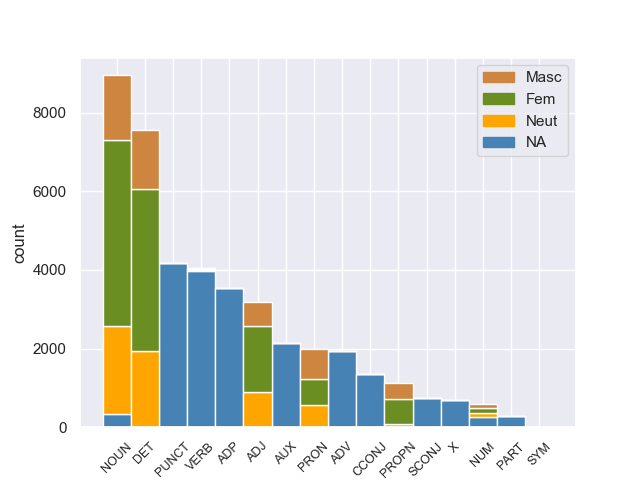 Masc
Fem
Neut
NA
count
8000
6000
4000
2000
0
NOUN
DET
PUNCT
VERB
ADP
ADJ
AUX
PRON
ADV
CCONJ
PROPN
SCONJ
X
NUM
PART
SYM